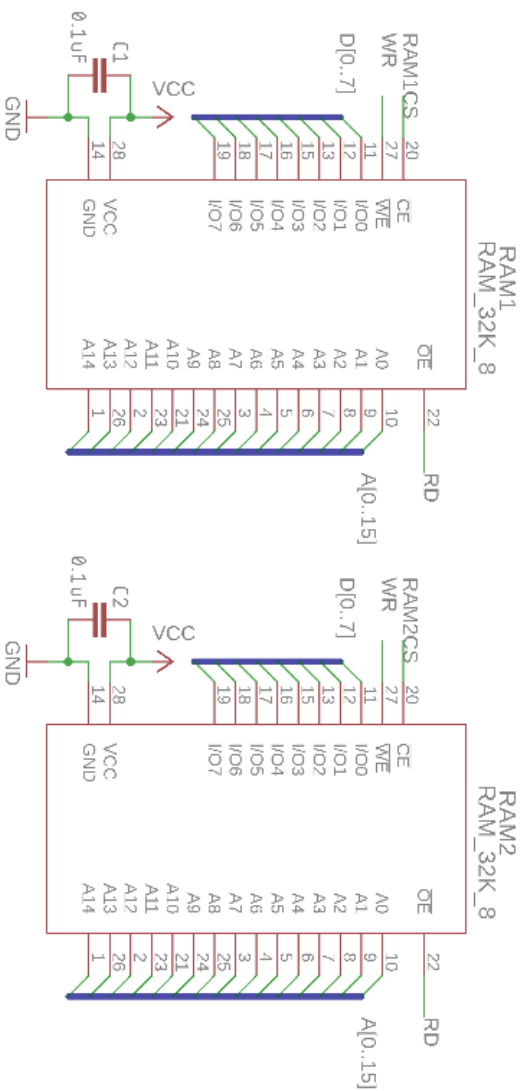 RAM1
RAM_32K_8
RAM1CS
WR
D[0..7]
VCC
C1
0.1uF
GND
20
27
11
12
13
15
16
17
18
19
28
14
CE
WE
I/O0
I/O1
I/O2
I/O3
I/O4
I/O5
I/O6
I/O7
VCC
GND
OE
A0
A1
A2
A3
A4
A5
A6
A7
A8
A9
A10
A11
A12
A13
A14
22
10
9
8
7
6
5
4
3
25
24
21
23
2
26
1
RD
A[0..15]
RAM2
RAM_32K_8
RAM2CS
WR
D[0..7]
VCC
C2
0.1uF
GND
20
27
11
12
13
15
16
17
18
19
28
14
CE
WE
I/O0
I/O1
I/O2
I/O3
I/O4
I/O5
I/O6
I/O7
VCC
GND
OE
A0
A1
A2
A3
A4
A5
A6
A7
A8
A9
A10
A11
A12
A13
A14
22
10
9
8
7
6
5
4
3
25
24
21
23
2
26
1
RD
A[0..15]